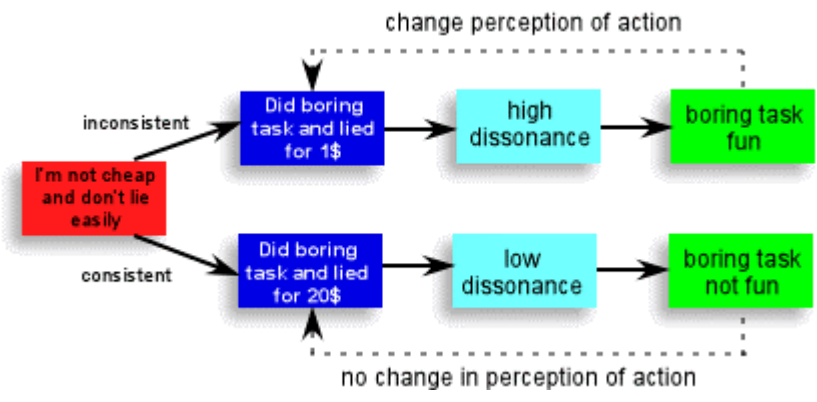 change perception of action
inconsistent
Did boring
task and lied
for 1$
high
dissonance
boring task
fun
I'm not cheap
and don't lie
easily
consistent
Did boring
task and lied
for 20$
low
dissonance
boring task
not fun
no change in perception of action